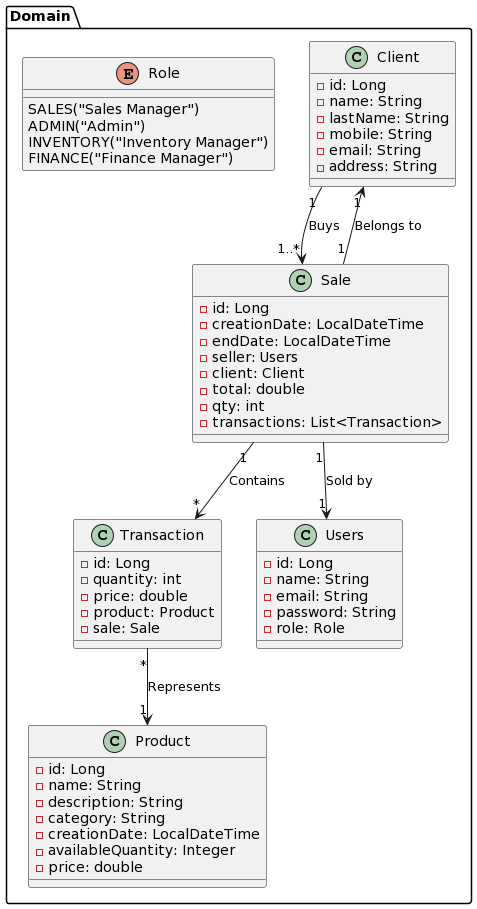 Domain
E Role
SALES("Sales Manager")
ADMIN("Admin")
INVENTORY("Inventory Manager")
FINANCE("Finance Manager")
C Client
id: Long
name: String
lastName: String
mobile: String
email: String
address: String
1
1
Buys
Belongs to
1..*
1
C Sale
id: Long
creationDate: LocalDateTime
endDate: LocalDateTime
seller: Users
client: Client
total: double
qty: int
transactions: List<Transaction>
1
1
Contains
Sold by
*
1
C Transaction
id: Long
quantity: int
price: double
product: Product
sale: Sale
C Users
id: Long
name: String
email: String
password: String
role: Role
*
Represents
1
C Product
id: Long
name: String
description: String
category: String
creationDate: LocalDateTime
availableQuantity: Integer
price: double